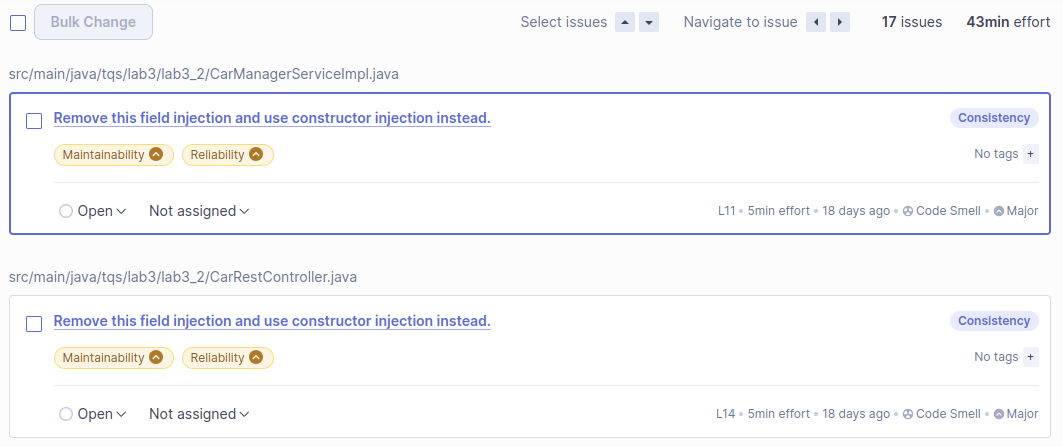 Bulk Change Select issues Navigate to issue 17 issues 43min effort
src/main/java/tqs/lab3/lab3_2/CarManagerServiceImpl.java
Remove this field injection and use constructor injection instead. Consistency
Maintainability Reliability No tags +
Open Not assigned L11 • 5min effort • 18 days ago • Code Smell • Major
src/main/java/tqs/lab3/lab3_2/CarRestController.java
Remove this field injection and use constructor injection instead. Consistency
Maintainability Reliability No tags +
Open Not assigned L14 • 5min effort • 18 days ago • Code Smell • Major